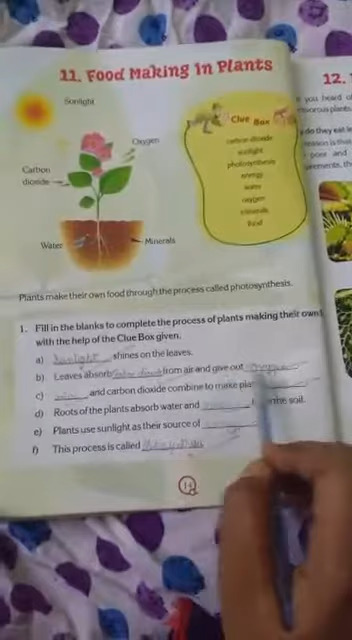 11. Food Making in Plants
12.
Sunlight
Oxygen
Carbon dioxide
Water
Minerals
Clue Box
carbon dioxide
sunlight
photosynthesis
energy
water
oxygen
minerals
food
Plants make their own food through the process called photosynthesis.
1. Fill in the blanks to complete the process of plants making their own
with the help of the Clue Box given.
a) Sunlight shines on the leaves.
b) Leaves absorb from air and give out oxygen
c) and carbon dioxide combine to make
d) Roots of the plants absorb water and the soil.
e) Plants use sunlight as their source of
f) This process is called